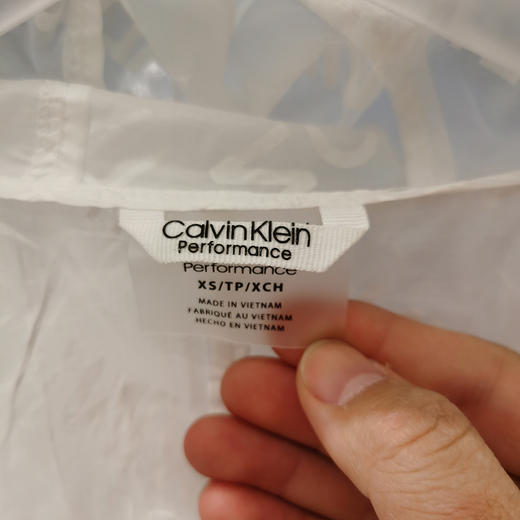 Calvin Klein
Performance
Performance
XS/TP/XCH
MADE IN VIETNAM
FABRIQUÉ AU VIETNAM
HECHO EN VIETNAM